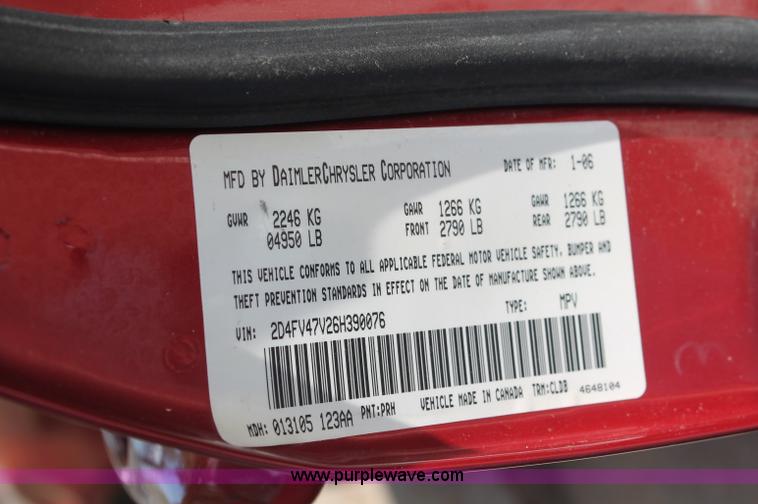 MFD BY DAIMLERCHRYSLER CORPORATION DATE OF MFR: 1-06
GVWR 2246 KG GAWR 1266 KG GAWR 1266 KG
04950 LB FRONT 2790 LB REAR 2790 LB
THIS VEHICLE CONFORMS TO ALL APPLICABLE FEDERAL MOTOR VEHICLE SAFETY, BUMPER AND
THEFT PREVENTION STANDARDS IN EFFECT ON THE DATE OF MANUFACTURE SHOWN ABOVE.
VIN: 2D4FV47V26H390076 TYPE: MPV
MDH: 013105 123AA PNT:PRH VEHICLE MADE IN CANADA TRM:CLDB 4648104
www.purplewave.com